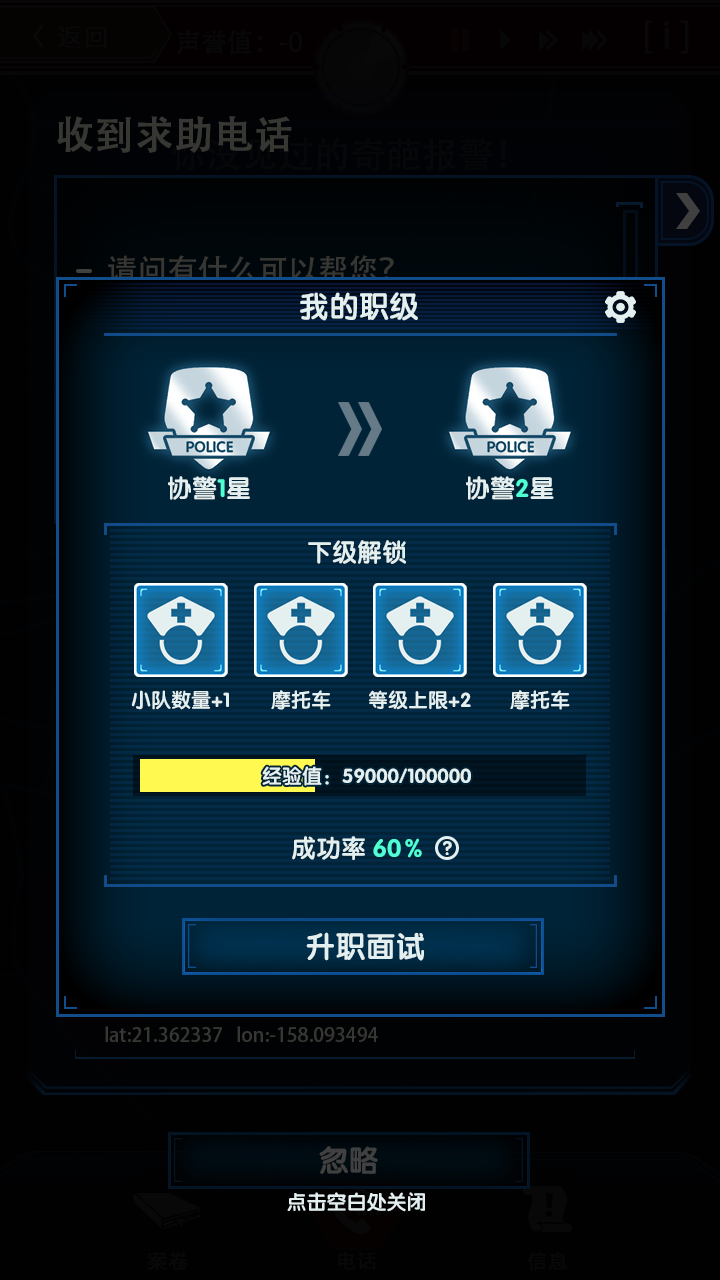 返回
声誉值：-0
[ i ]
收到求助电话
你没见过的奇葩报警！
– 请问有什么可以帮您？
我的职级
POLICE
POLICE
协警1星
协警2星
下级解锁
小队数量+1
摩托车
等级上限+2
摩托车
经验值：59000/100000
成功率 60% ?
升职面试
lat:21.362337 lon:-158.093494
忽略
点击空白处关闭
案卷
电话
信息